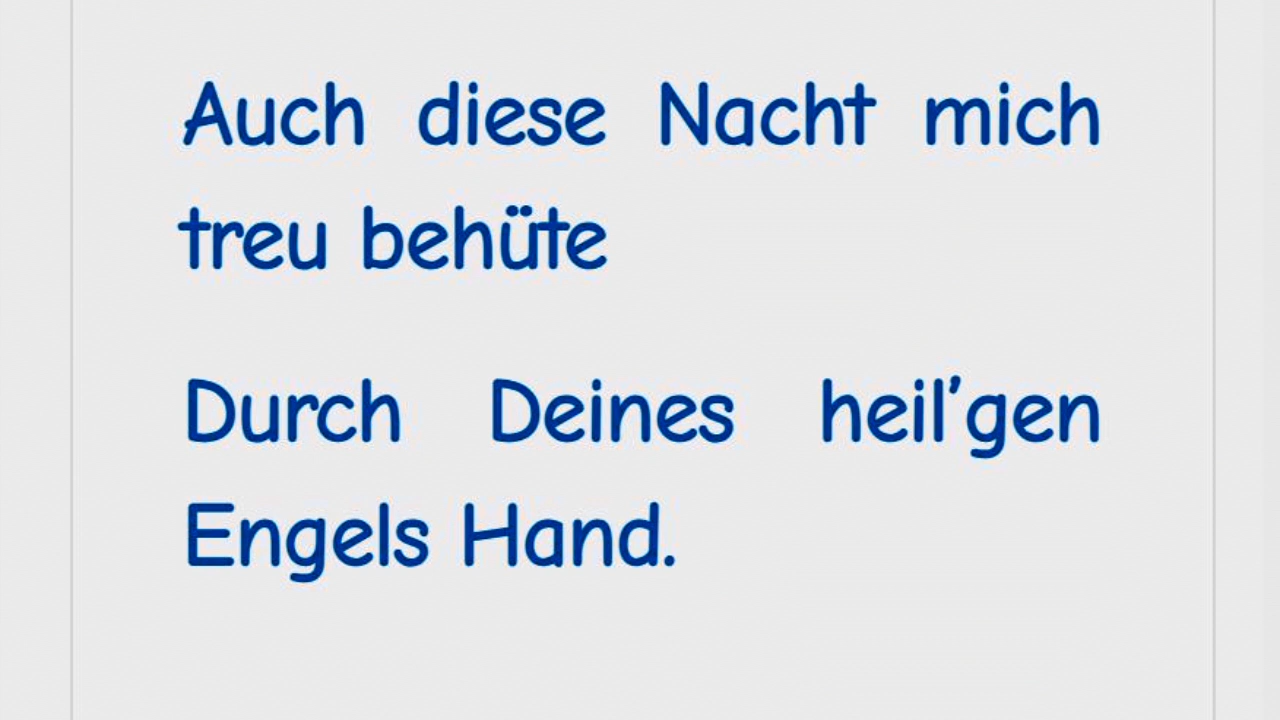 Auch diese Nacht mich
treu behüte
Durch Deines heil’gen
Engels Hand.